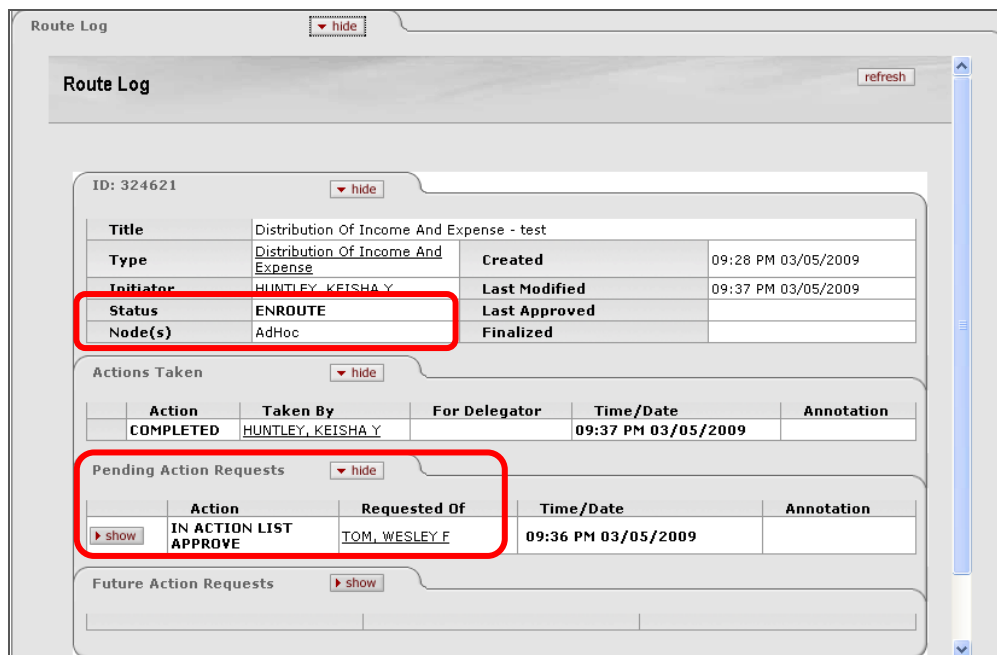 Route Log hide
Route Log refresh
ID: 324621 hide
Title Distribution Of Income And Expense - test
Type Distribution Of Income And Expense Created 09:28 PM 03/05/2009
Initiator HUNTLEY, KEISHA Y Last Modified 09:37 PM 03/05/2009
Status ENROUTE Last Approved
Node(s) AdHoc Finalized
Actions Taken hide
Action Taken By For Delegator Time/Date Annotation
COMPLETED HUNTLEY, KEISHA Y 09:37 PM 03/05/2009
Pending Action Requests hide
Action Requested Of Time/Date Annotation
show IN ACTION LIST APPROVE TOM, WESLEY F 09:36 PM 03/05/2009
Future Action Requests show